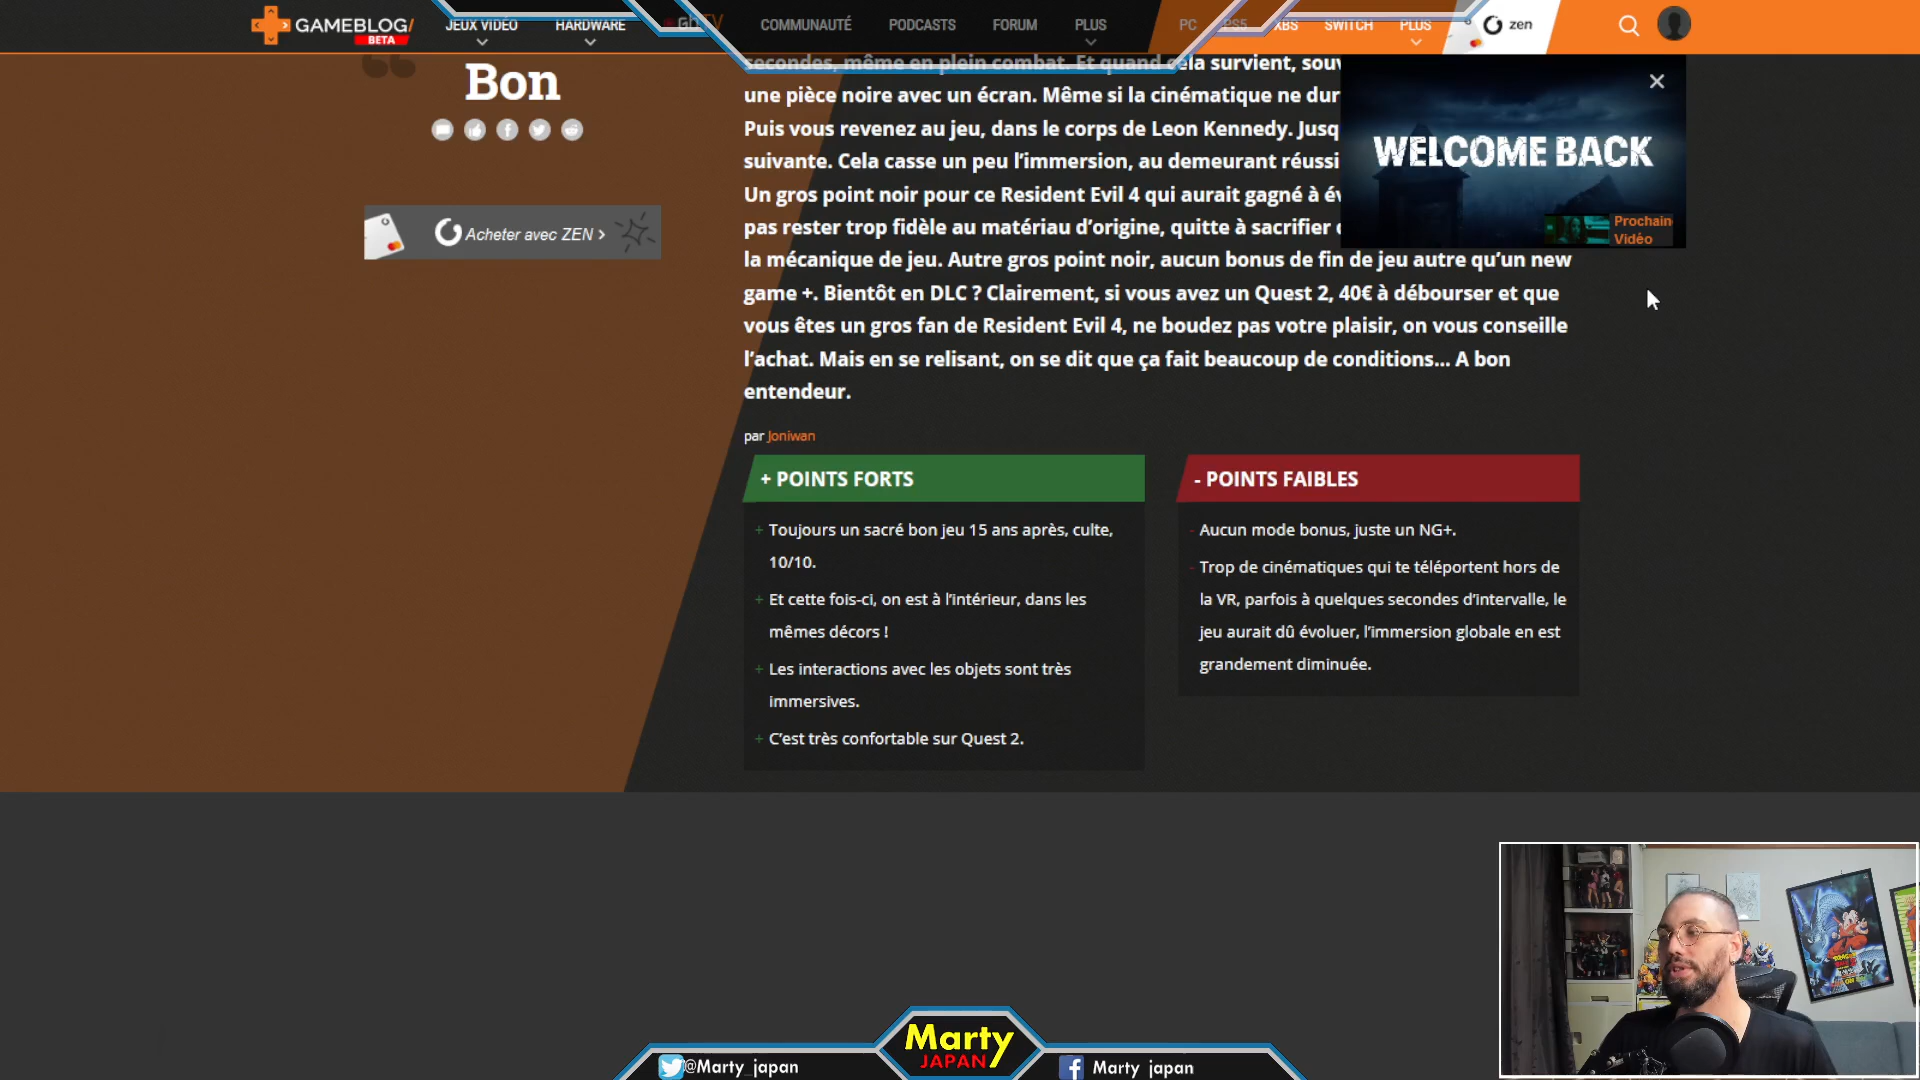 GAMEBLOG/
BETA
JEUX VIDÉO
HARDWARE
COMMUNAUTÉ
PODCASTS
FORUM
PLUS
PC
PS5
XBS
SWITCH
PLUS
zen
Bon
Acheter avec ZEN >
secondes, même en plein combat. Et quand cela survient,
une pièce noire avec un écran. Même si la cinématique ne
Puis vous revenez au jeu, dans le corps de Leon Kennedy.
suivante. Cela casse un peu l'immersion, au demeurant
Un gros point noir pour ce Resident Evil 4 qui aurait gagné à
pas rester trop fidèle au matériau d'origine, quitte à sacrifier
la mécanique de jeu. Autre gros point noir, aucun bonus de fin de jeu autre qu'un new
game +. Bientôt en DLC ? Clairement, si vous avez un Quest 2, 40€ à débourser et que
vous êtes un gros fan de Resident Evil 4, ne boudez pas votre plaisir, on vous conseille
l'achat. Mais en se relisant, on se dit que ça fait beaucoup de conditions... A bon
entendeur.
WELCOME BACK
Prochain
Vidéo
par Joniwan
+ POINTS FORTS
+ Toujours un sacré bon jeu 15 ans après, culte,
10/10.
+ Et cette fois-ci, on est à l'intérieur, dans les
mêmes décors !
+ Les interactions avec les objets sont très
immersives.
+ C'est très confortable sur Quest 2.
- POINTS FAIBLES
- Aucun mode bonus, juste un NG+.
- Trop de cinématiques qui te téléportent hors de
la VR, parfois à quelques secondes d'intervalle, le
jeu aurait dû évoluer, l'immersion globale en est
grandement diminuée.
Marty
JAPAN
@Marty_japan
Marty japan